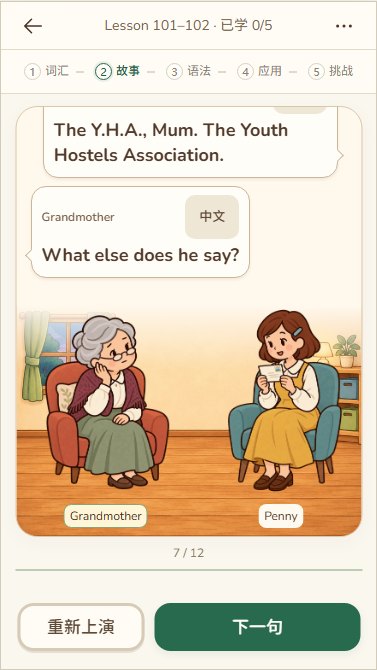 Lesson 101–102 · 已学 0/5
1 词汇 – 2 故事 – 3 语法 – 4 应用 – 5 挑战
The Y.H.A., Mum. The Youth
Hostels Association.
Grandmother
中文
What else does he say?
Grandmother
Penny
7 / 12
重新上演
下一句